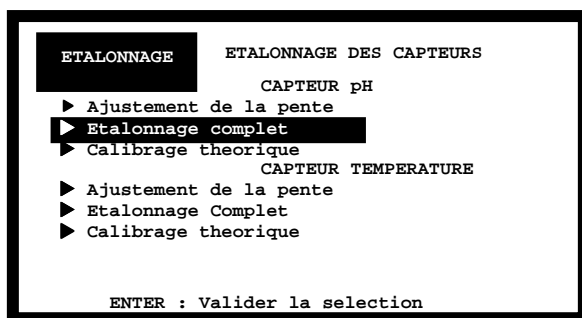 ETALONNAGE
ETALONNAGE DES CAPTEURS
CAPTEUR pH
Ajustement de la pente
Etalonnage complet
Calibrage theorique
CAPTEUR TEMPERATURE
Ajustement de la pente
Etalonnage Complet
Calibrage theorique
ENTER : Valider la selection